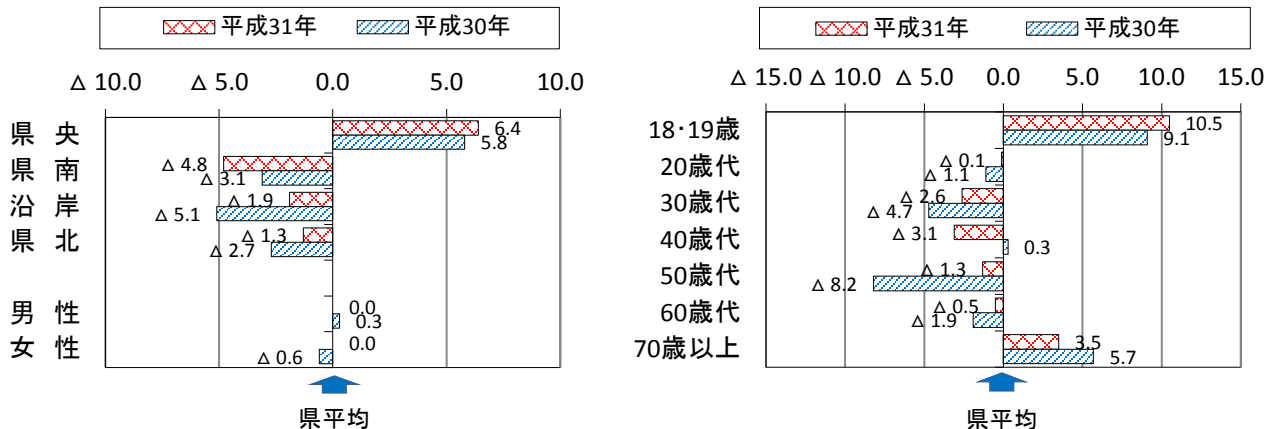 平成31年 平成30年
△ 10.0 △ 5.0 0.0 5.0 10.0
県 央 6.4
5.8
県 南 △ 4.8
△ 3.1
沿 岸 △ 1.9
△ 5.1
県 北 △ 1.3
△ 2.7
男 性 0.0
0.3
女 性 0.0
△ 0.6
県平均
平成31年 平成30年
△ 15.0 △ 10.0 △ 5.0 0.0 5.0 10.0 15.0
18・19歳 10.5
9.1
20歳代 △ 0.1
△ 1.1
30歳代 △ 2.6
△ 4.7
40歳代 △ 3.1
0.3
50歳代 △ 1.3
△ 8.2
60歳代 △ 0.5
△ 1.9
70歳以上 3.5
5.7
県平均